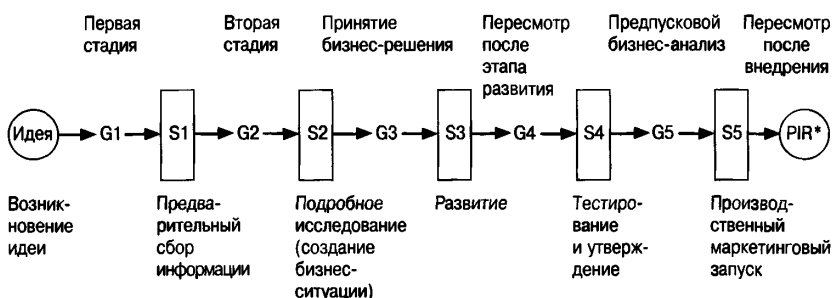 Первая
стадия
Вторая
стадия
Принятие
бизнес-решения
Пересмотр
после
этапа
развития
Предпусковой
бизнес-анализ
Пересмотр
после
внедрения
Идея G1 S1 G2 S2 G3 S3 G4 S4 G5 S5 PIR*
Возник-
новение
идеи
Предва-
рительный
сбор
информации
Подробное
исследование
(создание
бизнес-
ситуации)
Развитие
Тестиро-
вание
и утверж-
дение
Производ-
ственный
маркетинговый
запуск